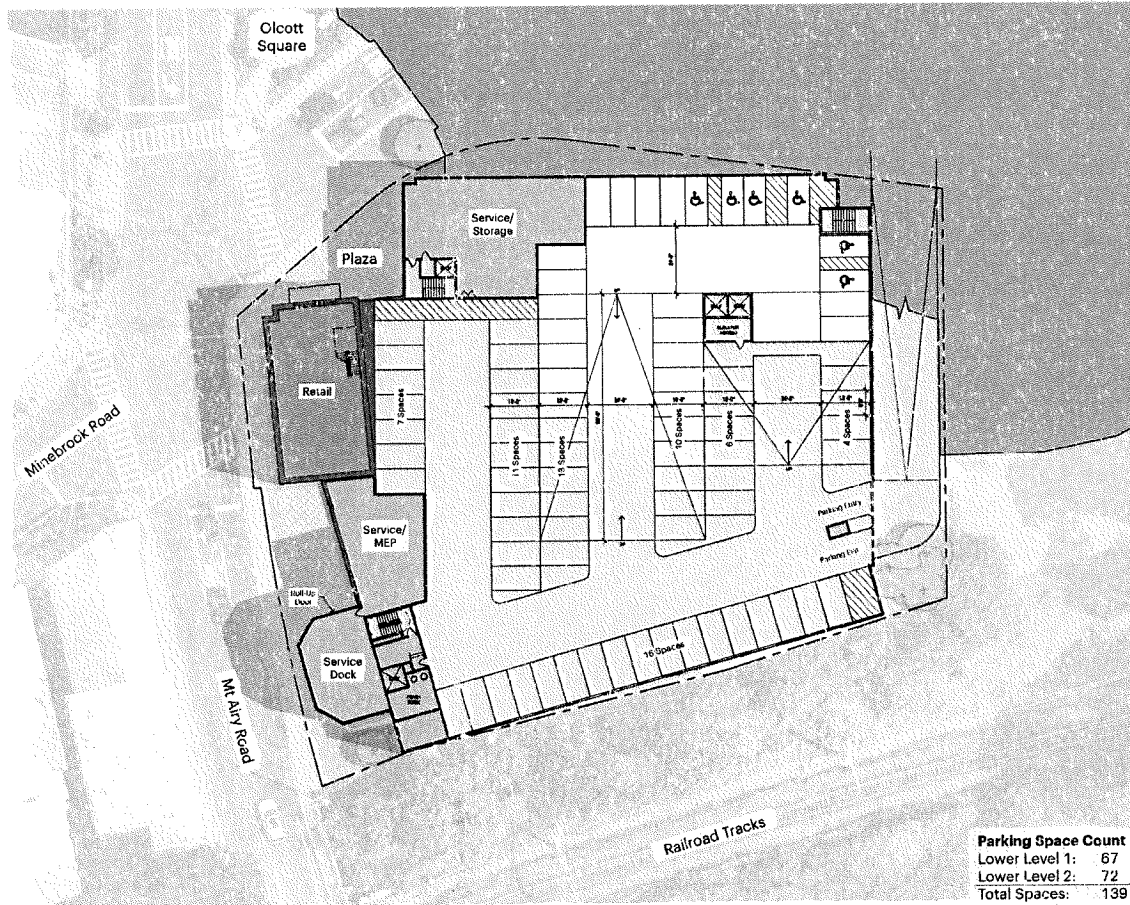 Olcott
Square
Service/
Storage
Plaza
Retail
7 Spaces
11 Spaces
13 Spaces
10 Spaces
6 Spaces
4 Spaces
Minebrook Road
Parking Entry
Parking Exit
Service/
MEP
Roll-Up
Door
16 Spaces
Service
Dock
Mt Airy Road
Railroad Tracks
Parking Space Count
Lower Level 1: 67
Lower Level 2: 72
Total Spaces: 139